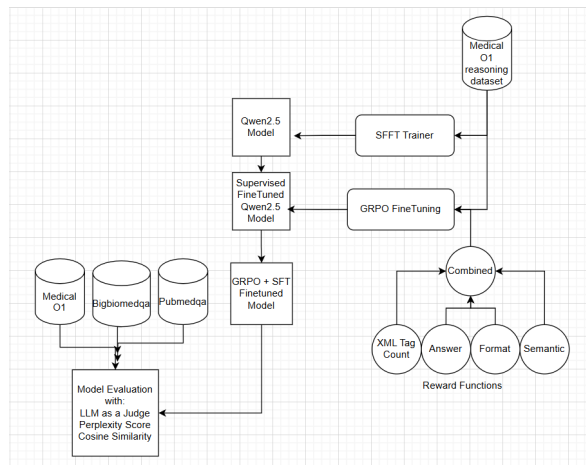 Medical
O1
reasoning
dataset
Qwen2.5
Model
SFFT Trainer
Supervised
FineTuned
Qwen2.5
Model
GRPO FineTuning
Combined
GRPO + SFT
Finetuned
Model
Medical
O1
Bigbiomedqa
Pubmedqa
XML Tag
Count
Answer
Format
Semantic
Reward Functions
Model Evaluation
with:
LLM as a Judge
Perplexity Score
Cosine Similarity